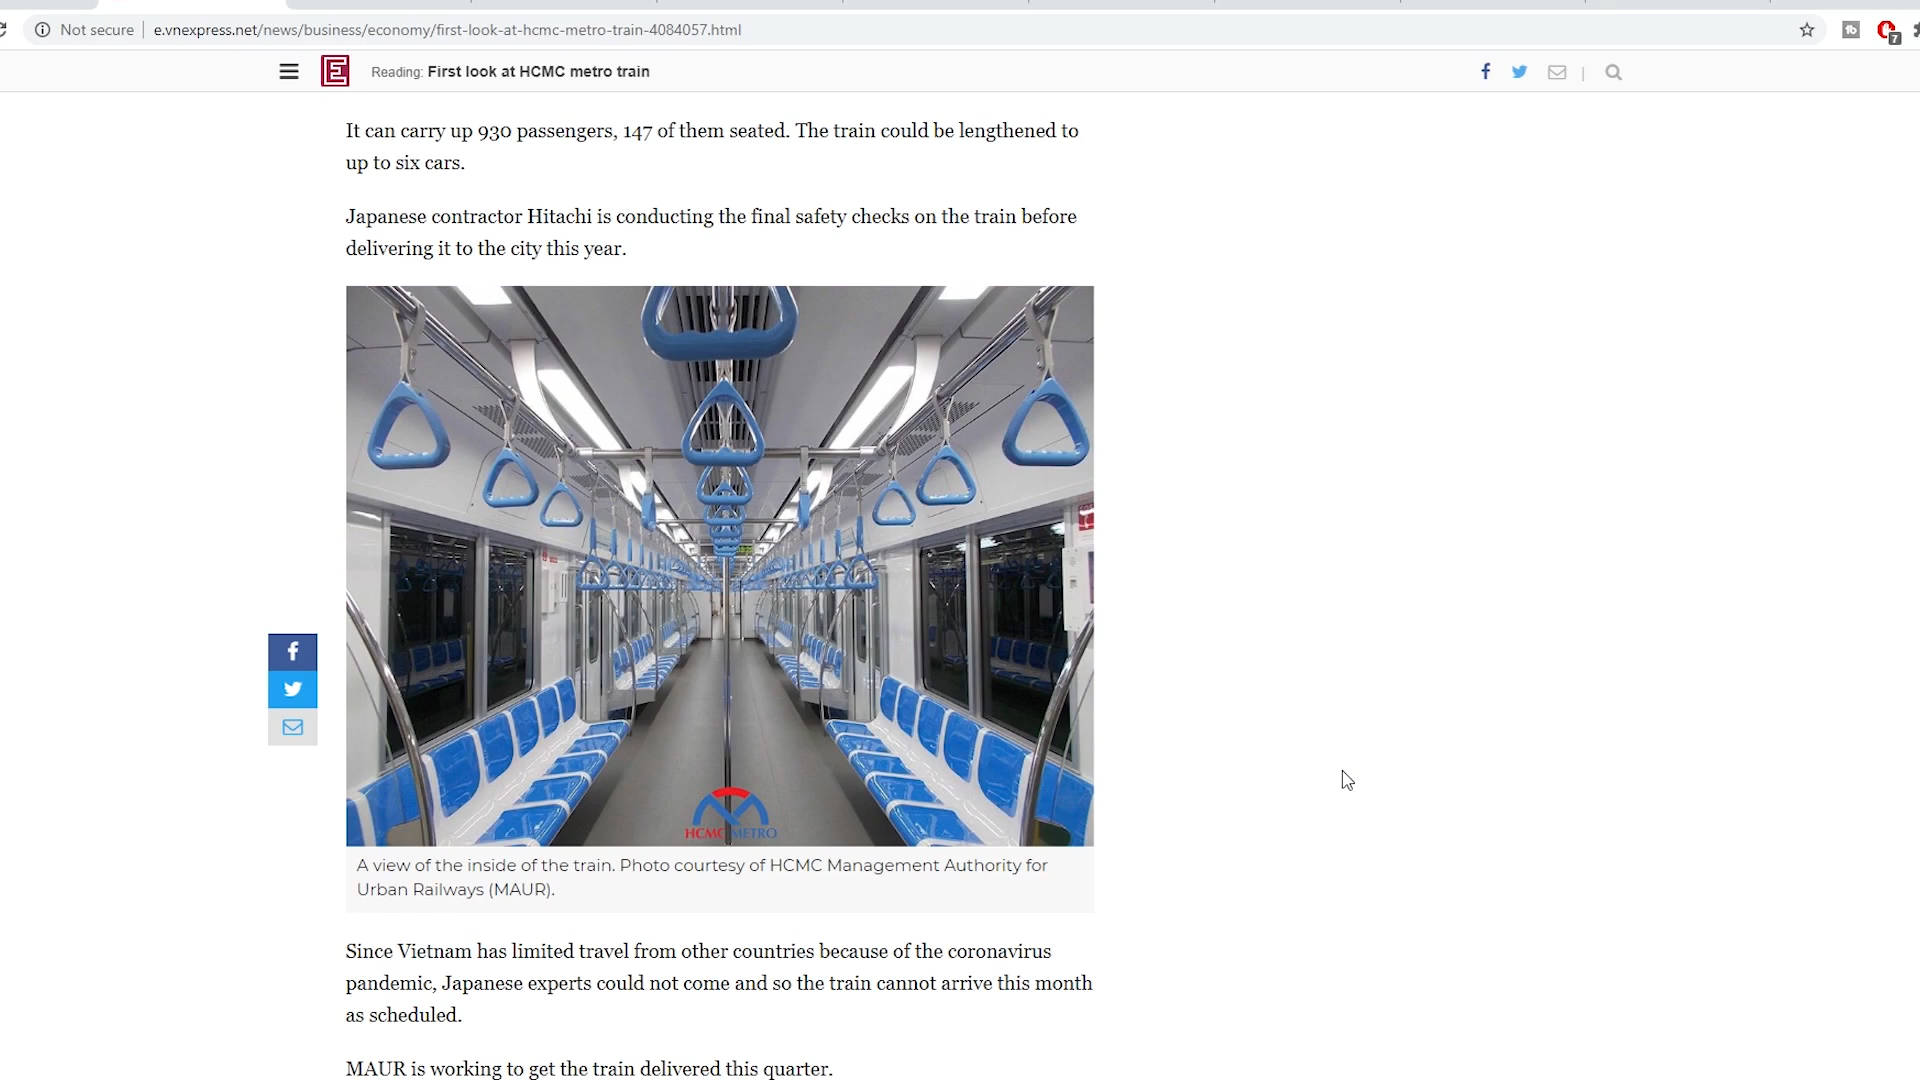 Not secure
e.vnexpress.net/news/business/economy/first-look-at-hcmc-metro-train-4084057.html
7
Reading: First look at HCMC metro train
It can carry up 930 passengers, 147 of them seated. The train could be lengthened to
up to six cars.
Japanese contractor Hitachi is conducting the final safety checks on the train before
delivering it to the city this year.
HCMC METRO
A view of the inside of the train. Photo courtesy of HCMC Management Authority for
Urban Railways (MAUR).
Since Vietnam has limited travel from other countries because of the coronavirus
pandemic, Japanese experts could not come and so the train cannot arrive this month
as scheduled.
MAUR is working to get the train delivered this quarter.